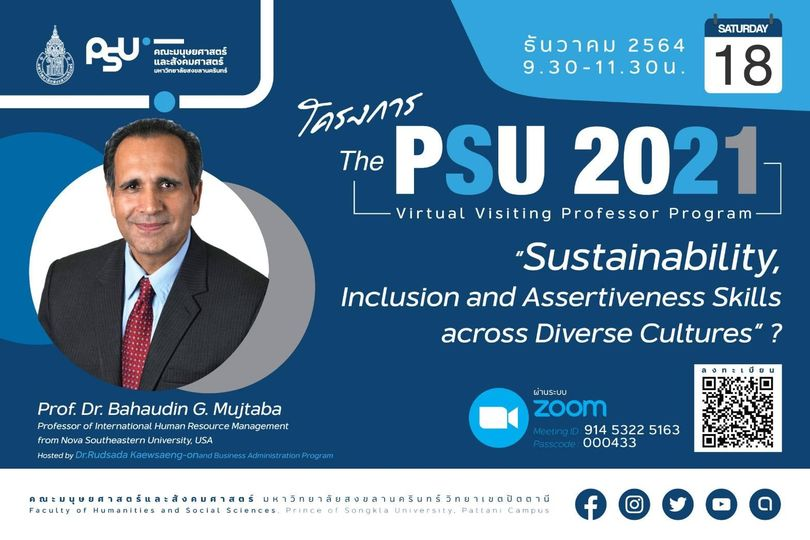 PSU
คณะมนุษยศาสตร์
และสังคมศาสตร์
มหาวิทยาลัยสงขลานครินทร์
ธันวาคม 2564
9.30-11.30น.
SATURDAY
18
โครงการ
The PSU 2021
Virtual Visiting Professor Program
"Sustainability,
Inclusion and Assertiveness Skills
across Diverse Cultures" ?
Prof. Dr. Bahaudin G. Mujtaba
Professor of International Human Resource Management
from Nova Southeastern University, USA
Hosted by Dr.Rudsada Kaewsaeng-onand Business Administration Program
ผ่านระบบ
zoom
Meeting ID : 914 5322 5163
Passcode : 000433
ลงทะเบียน
คณะมนุษยศาสตร์และสังคมศาสตร์ มหาวิทยาลัยสงขลานครินทร์ วิทยาเขตปัตตานี
Faculty of Humanities and Social Sciences, Prince of Songkla University, Pattani Campus